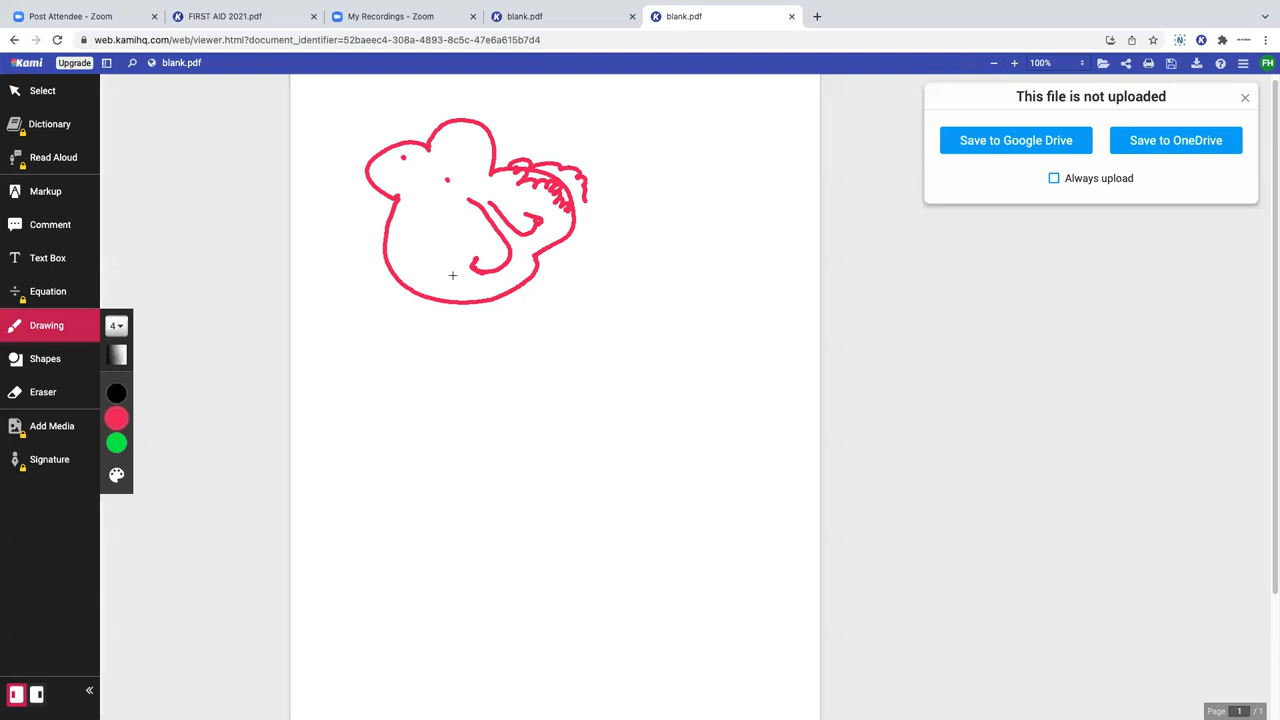 Post Attendee - Zoom
FIRST AID 2021.pdf
My Recordings - Zoom
blank.pdf
blank.pdf
web.kamihq.com/web/viewer.html?document_identifier=52baeec4-308a-4893-8c5c-47e6a615b7d4
Kami
Upgrade
blank.pdf
100%
FH
Select
Dictionary
Read Aloud
Markup
Comment
Text Box
Equation
Drawing
Shapes
Eraser
Add Media
Signature
4
This file is not uploaded
Save to Google Drive
Save to OneDrive
Always upload
Page 1 / 1